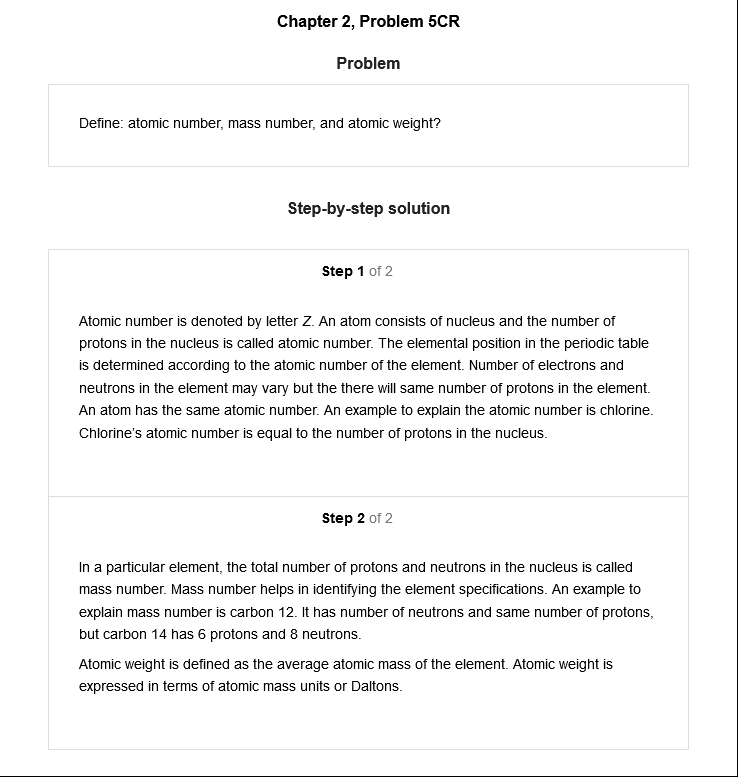 Chapter 2, Problem 5CR
Problem
Define: atomic number, mass number, and atomic weight?
Step-by-step solution
Step 1 of 2
Atomic number is denoted by letter Z. An atom consists of nucleus and the number of
protons in the nucleus is called atomic number. The elemental position in the periodic table
is determined according to the atomic number of the element. Number of electrons and
neutrons in the element may vary but the there will same number of protons in the element.
An atom has the same atomic number. An example to explain the atomic number is chlorine.
Chlorine's atomic number is equal to the number of protons in the nucleus.
Step 2 of 2
In a particular element, the total number of protons and neutrons in the nucleus is called
mass number. Mass number helps in identifying the element specifications. An example to
explain mass number is carbon 12. It has number of neutrons and same number of protons,
but carbon 14 has 6 protons and 8 neutrons.
Atomic weight is defined as the average atomic mass of the element. Atomic weight is
expressed in terms of atomic mass units or Daltons.